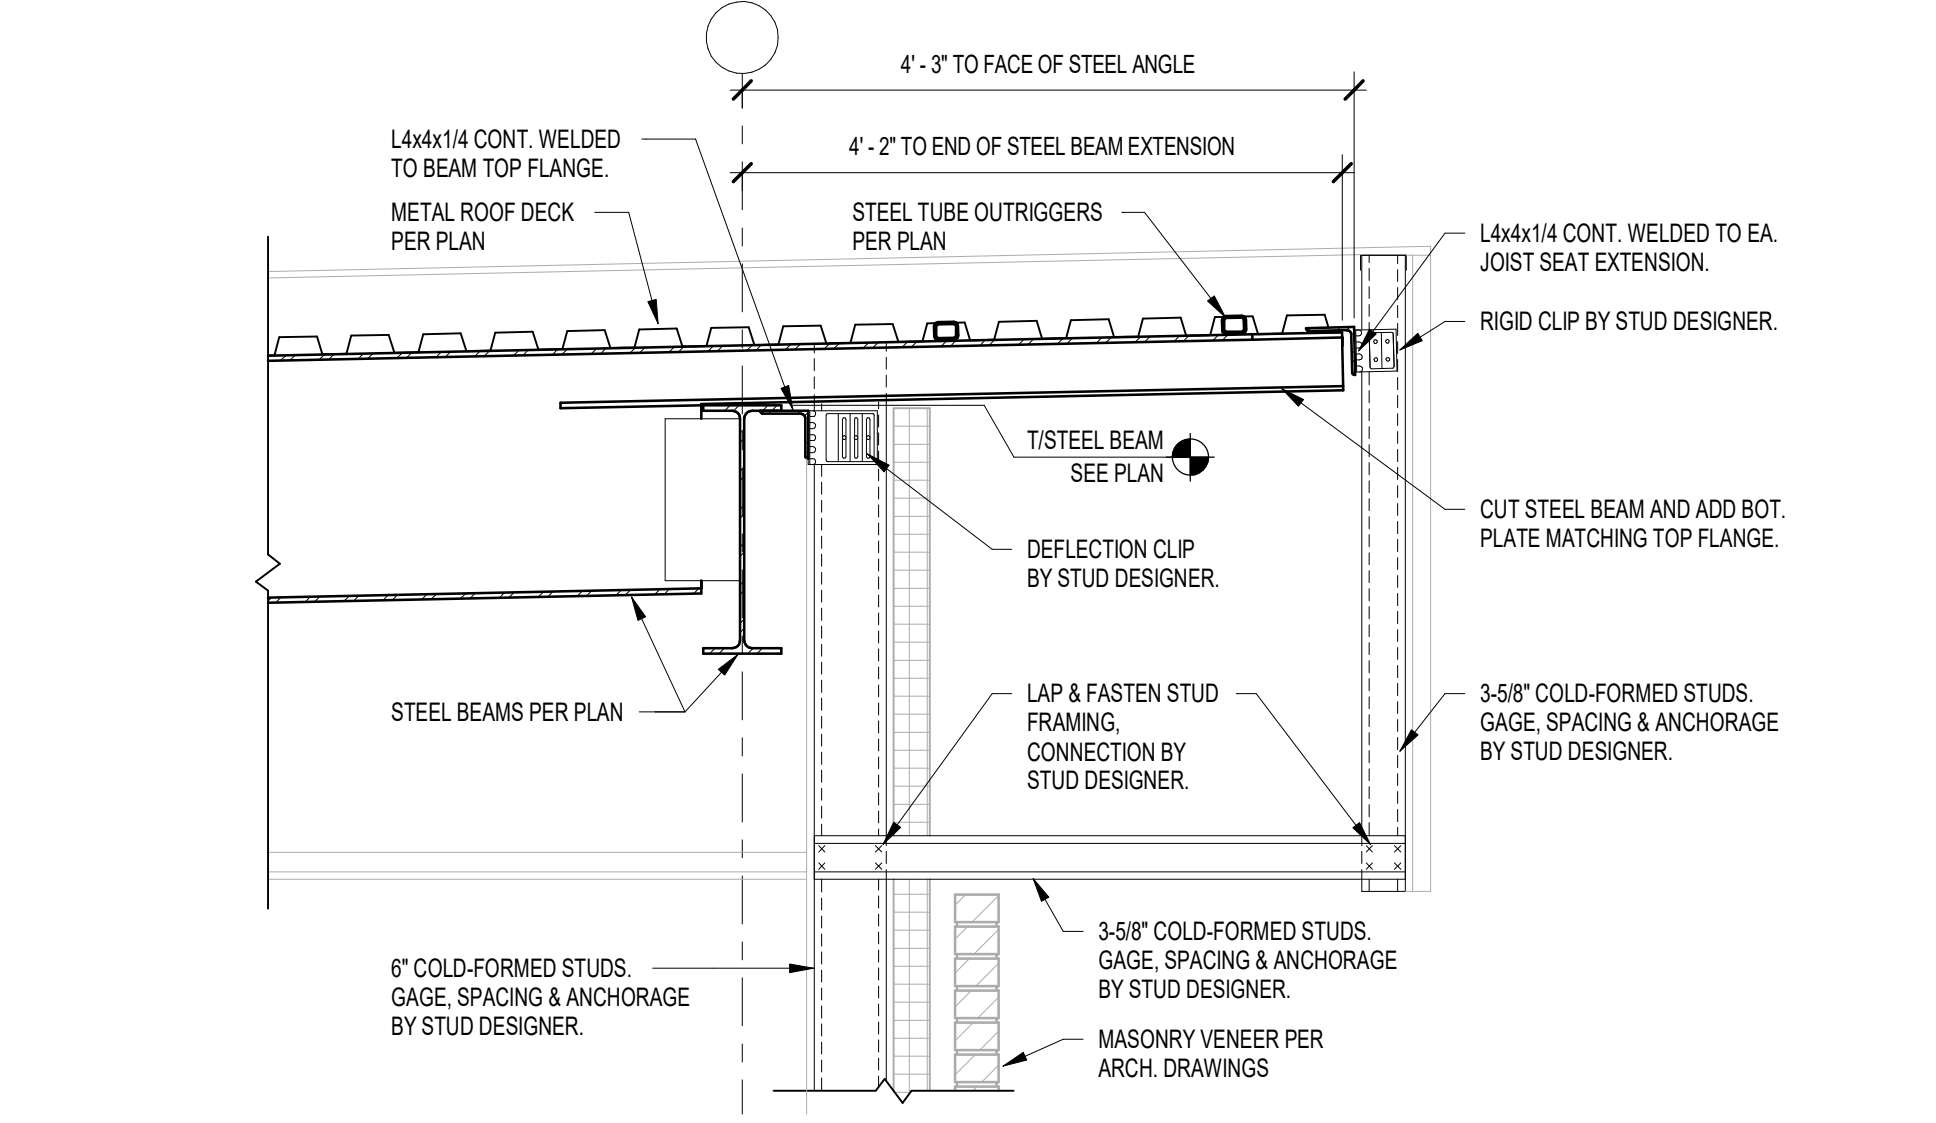 4' - 3" TO FACE OF STEEL ANGLE
L4x4x1/4 CONT. WELDED
TO BEAM TOP FLANGE.
4' - 2" TO END OF STEEL BEAM EXTENSION
METAL ROOF DECK
PER PLAN
STEEL TUBE OUTRIGGERS
PER PLAN
L4x4x1/4 CONT. WELDED TO EA.
JOIST SEAT EXTENSION.
RIGID CLIP BY STUD DESIGNER.
T/STEEL BEAM
SEE PLAN
CUT STEEL BEAM AND ADD BOT.
PLATE MATCHING TOP FLANGE.
DEFLECTION CLIP
BY STUD DESIGNER.
STEEL BEAMS PER PLAN
LAP & FASTEN STUD
FRAMING,
CONNECTION BY
STUD DESIGNER.
3-5/8" COLD-FORMED STUDS.
GAGE, SPACING & ANCHORAGE
BY STUD DESIGNER.
6" COLD-FORMED STUDS.
GAGE, SPACING & ANCHORAGE
BY STUD DESIGNER.
3-5/8" COLD-FORMED STUDS.
GAGE, SPACING & ANCHORAGE
BY STUD DESIGNER.
MASONRY VENEER PER
ARCH. DRAWINGS